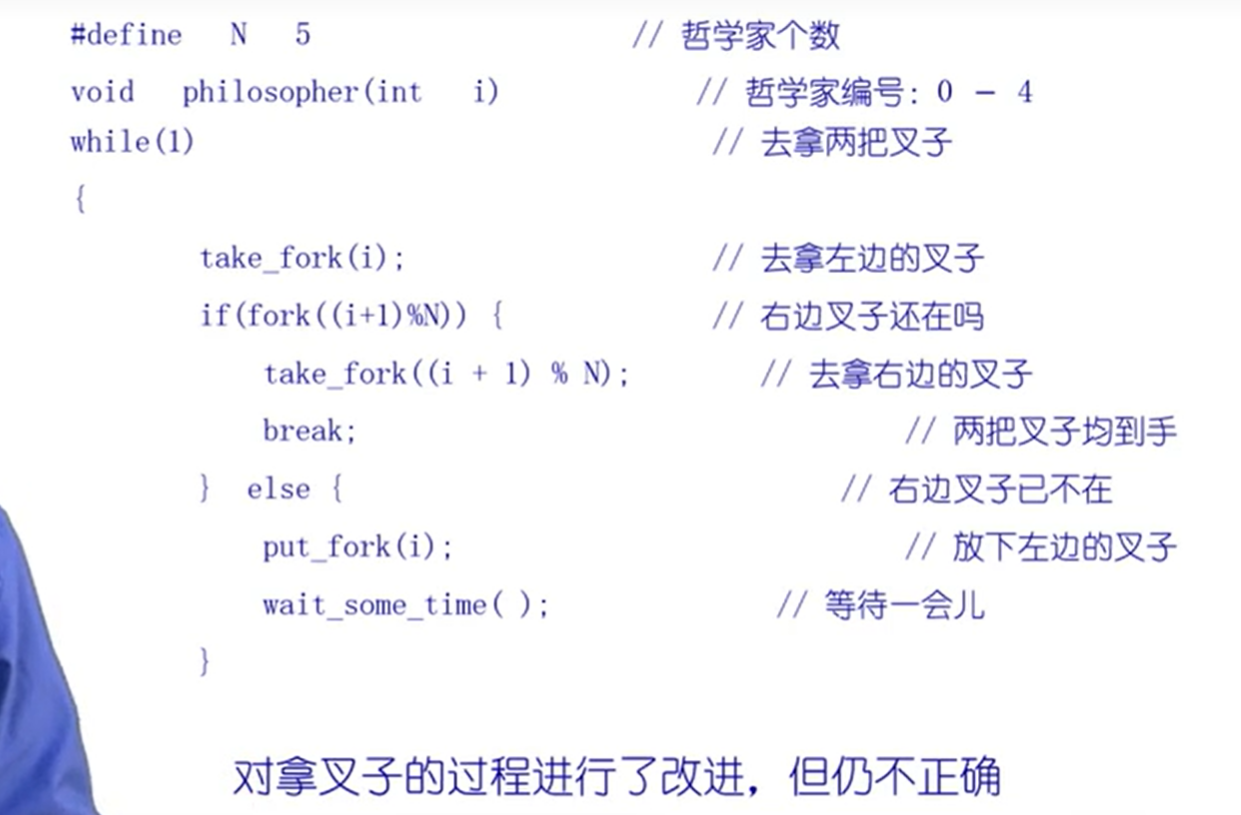 #define N 5 // 哲学家个数
void philosopher(int i) // 哲学家编号: 0 - 4
while(1) // 去拿两把叉子
{
take_fork(i); // 去拿左边的叉子
if(fork((i+1)%N)) { // 右边叉子还在吗
take_fork((i + 1) % N); // 去拿右边的叉子
break; // 两把叉子均到手
} else { // 右边叉子已不在
put_fork(i); // 放下左边的叉子
wait_some_time( ); // 等待一会儿
}
对拿叉子的过程进行了改进，但仍不正确